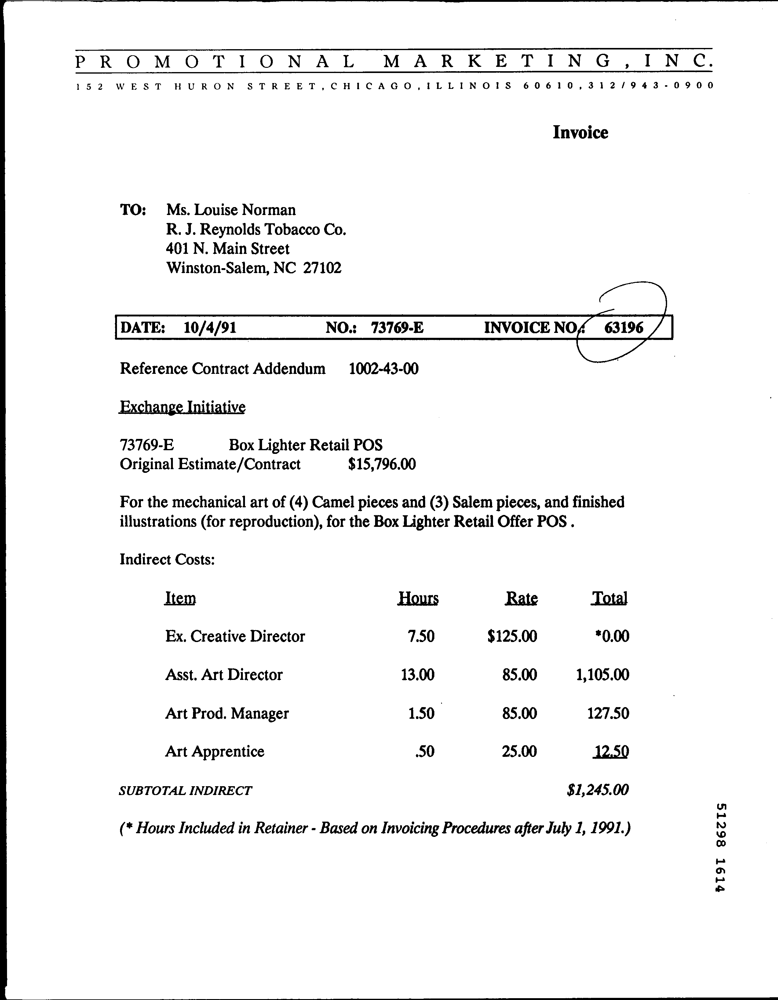 PROMOTIONAL MARKETING, INC.
152 WEST HURON STREET, CHICAGO, ILLINOIS 60610, 312/943-0900
Invoice
TO: Ms. Louise Norman
R. J. Reynolds Tobacco Co.
401 N. Main Street
Winston-Salem, NC 27102
DATE: 10/4/91 NO.: 73769-E INVOICE NO.: 63196
Reference Contract Addendum 1002-43-00
Exchange Initiative
73769-E Box Lighter Retail POS
Original Estimate/Contract $15,796.00
For the mechanical art of (4) Camel pieces and (3) Salem pieces, and finished
illustrations (for reproduction), for the Box Lighter Retail Offer POS .
Indirect Costs:
Item Hours Rate Total
Ex. Creative Director 7.50 $125.00 *0.00
Asst. Art Director 13.00 85.00 1,105.00
Art Prod. Manager 1.50 85.00 127.50
Art Apprentice .50 25.00 12.50
SUBTOTAL INDIRECT $1,245.00
(* Hours Included in Retainer - Based on Invoicing Procedures after July 1, 1991.)
51298 1614